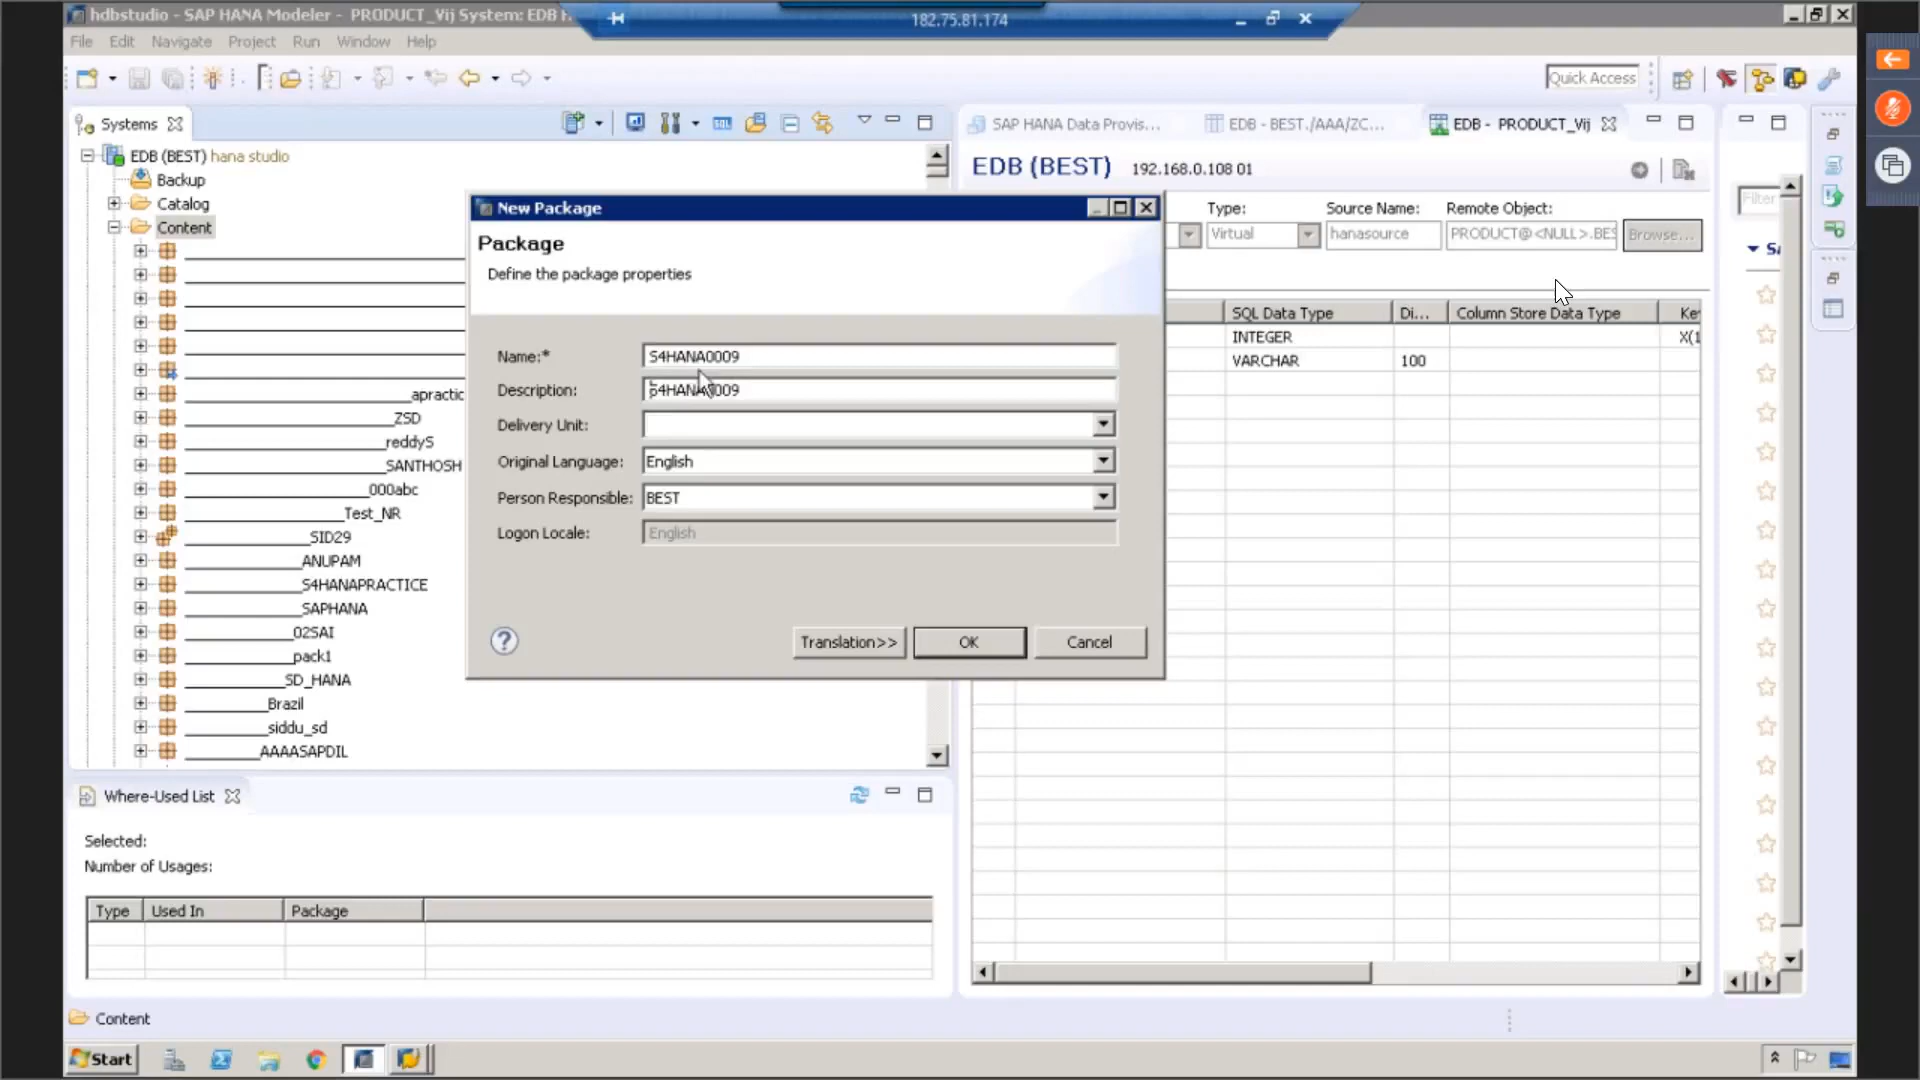 hdbstudio - SAP HANA Modeler - PRODUCT_Vij System: EDB H
182.75.81.174
File Edit Navigate Project Run Window Help
Quick Access
Systems
SAP HANA Data Provis...
EDB - BEST./AAA/ZC...
EDB - PRODUCT_Vij
EDB (BEST) hana studio
Backup
Catalog
Content
apractic
ZSD
reddyS
SANTHOSH
000abc
Test_NR
SID29
ANUPAM
S4HANAPRACTICE
SAPHANA
02SAI
pack1
SD_HANA
Brazil
siddu_sd
AAAASAPDIL
EDB (BEST) 192.168.0.108 01
Type: Source Name: Remote Object:
Virtual hanasource PRODUCT@<NULL>.BES Browse...
Filter
SQL Data Type Di... Column Store Data Type
INTEGER X(1
VARCHAR 100
New Package
Package
Define the package properties
Name:* S4HANA0009
Description: S4HANA0009
Delivery Unit:
Original Language: English
Person Responsible: BEST
Logon Locale: English
Translation>> OK Cancel
Where-Used List
Selected:
Number of Usages:
Type Used In Package
Content
Start